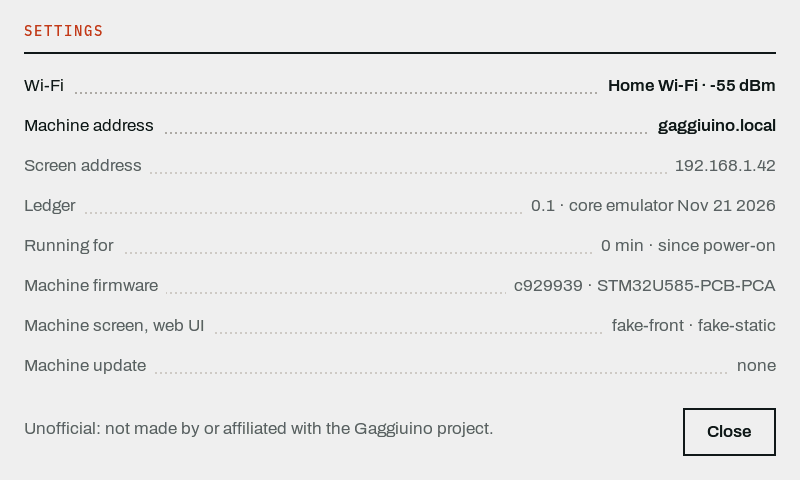 SETTINGS
Wi-Fi Home Wi-Fi · -55 dBm
Machine address gaggiuino.local
Screen address 192.168.1.42
Ledger 0.1 · core emulator Nov 21 2026
Running for 0 min · since power-on
Machine firmware c929939 · STM32U585-PCB-PCA
Machine screen, web UI fake-front · fake-static
Machine update none
Unofficial: not made by or affiliated with the Gaggiuino project.
Close